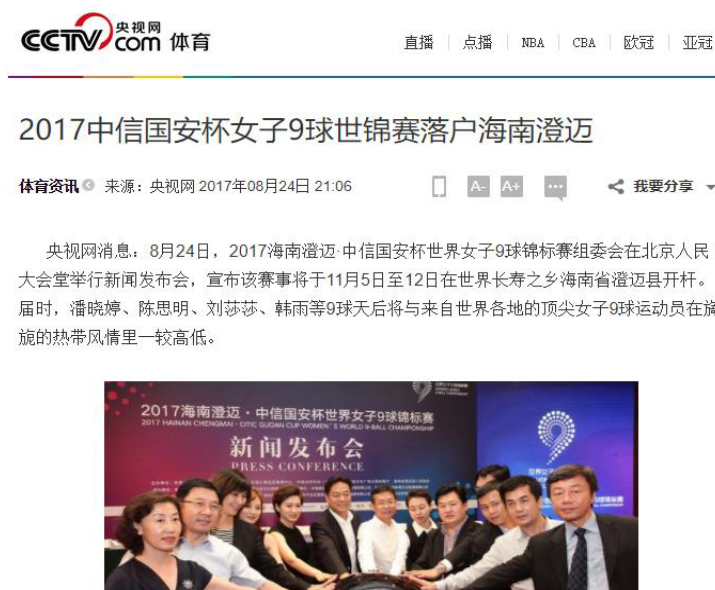 CCTV com 央视网 体育
直播 点播 NBA CBA 欧冠 亚冠
2017中信国安杯女子9球世锦赛落户海南澄迈
体育资讯 来源：央视网 2017年08月24日 21:06 A- A+ 我要分享
央视网消息：8月24日，2017海南澄迈·中信国安杯世界女子9球锦标赛组委会在北京人民
大会堂举行新闻发布会，宣布该赛事将于11月5日至12日在世界长寿之乡海南省澄迈县开杆。
届时，潘晓婷、陈思明、刘莎莎、韩雨等9球天后将与来自世界各地的顶尖女子9球运动员在旖
旎的热带风情里一较高低。
2017海南澄迈·中信国安杯世界女子9球锦标赛
2017 HAINAN CHENGMAI · CITIC GUOAN CUP WOMEN'S WORLD 9-BALL CHAMPIONSHIP
新闻发布会
PRESS CONFERENCE